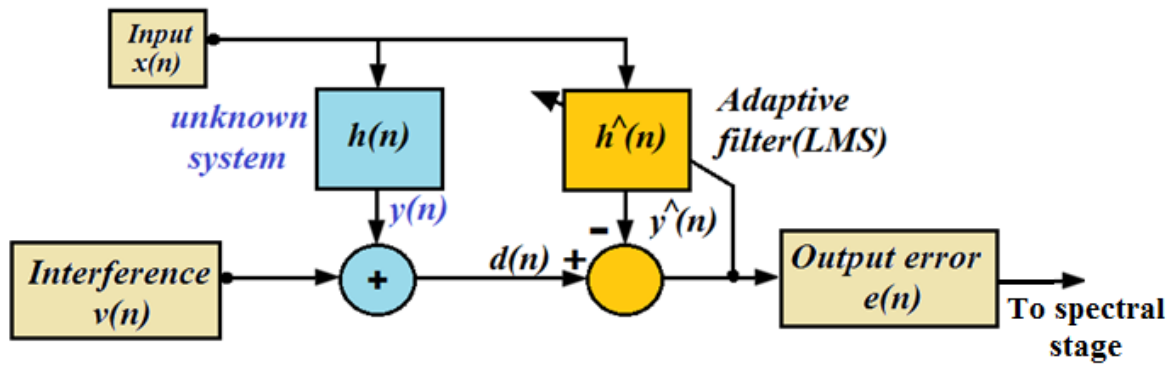 Input
x(n)
unknown
system
h(n)
h^(n)
Adaptive
filter(LMS)
y(n)
-
y^(n)
Interference
v(n)
+
d(n)
+
Output error
e(n)
To spectral
stage